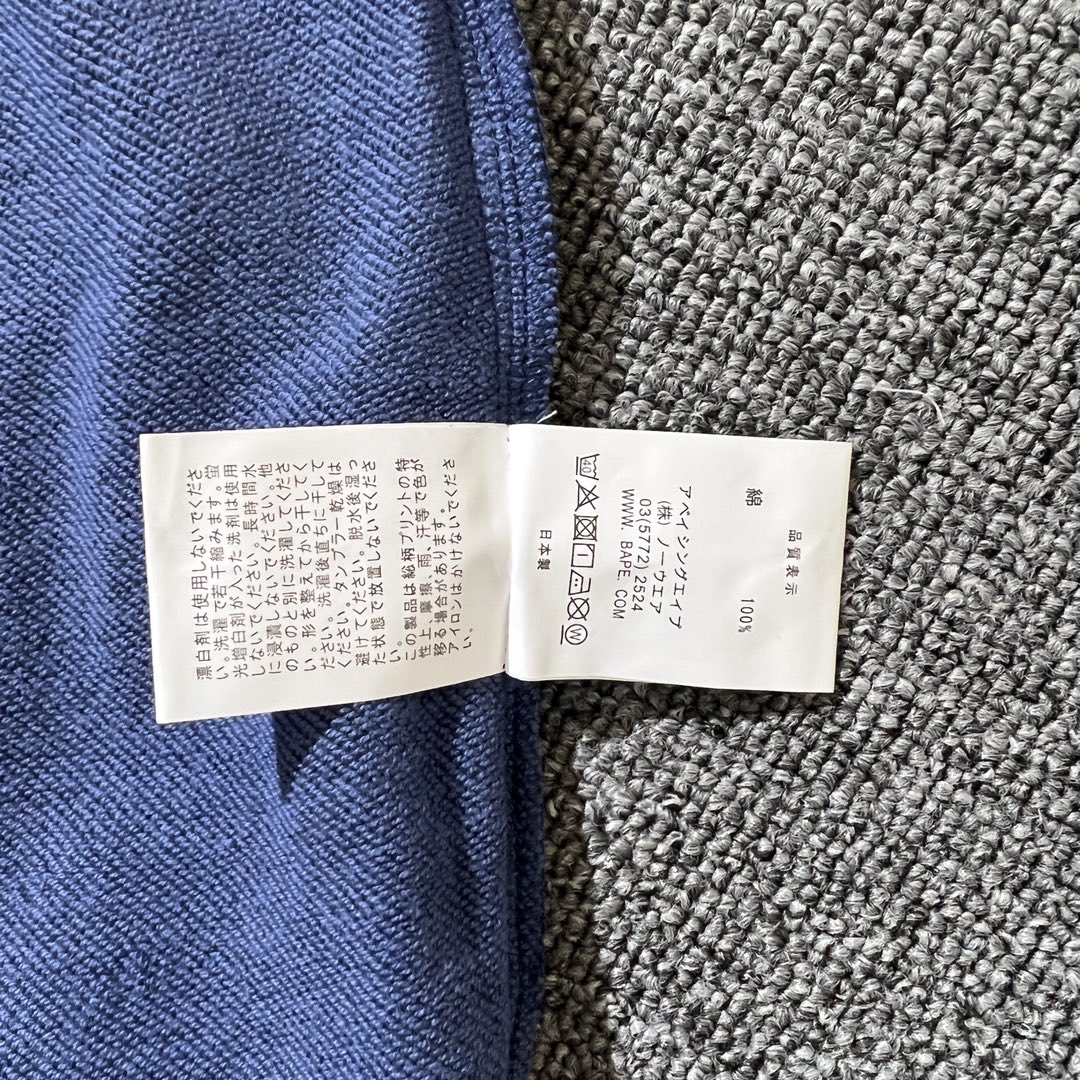 品質表示
綿 100%
アベイシングエイプ
(株) ノーウエア
03(5772)2524
WWW. BAPE. COM
40
W
日本製
漂白剤は使用しないでくださ
い。洗濯で若干縮みます。蛍
光増白剤が入った洗剤は使用
しないでください。長時間水
に浸漬しないでください。他
のものと別に洗濯してくださ
い。形を整えてから干してく
ださい。洗濯後直ちに干して
ください。タンブラー乾燥は
避けてください。脱水後湿っ
た状態で放置しないでくださ
い。
この製品は総柄プリントの特
性上、摩擦、雨、汗等で色が
移る場合があります。
アイロンはかけないでくださ
い。